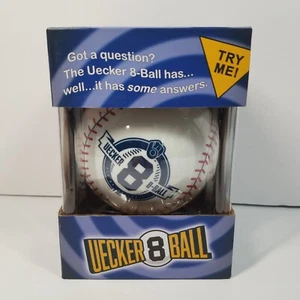 Got a question?
The Uecker 8-Ball has...
well...it has some answers.
TRY
ME!
UECKER
8
BALL
UECKER 8 BALL